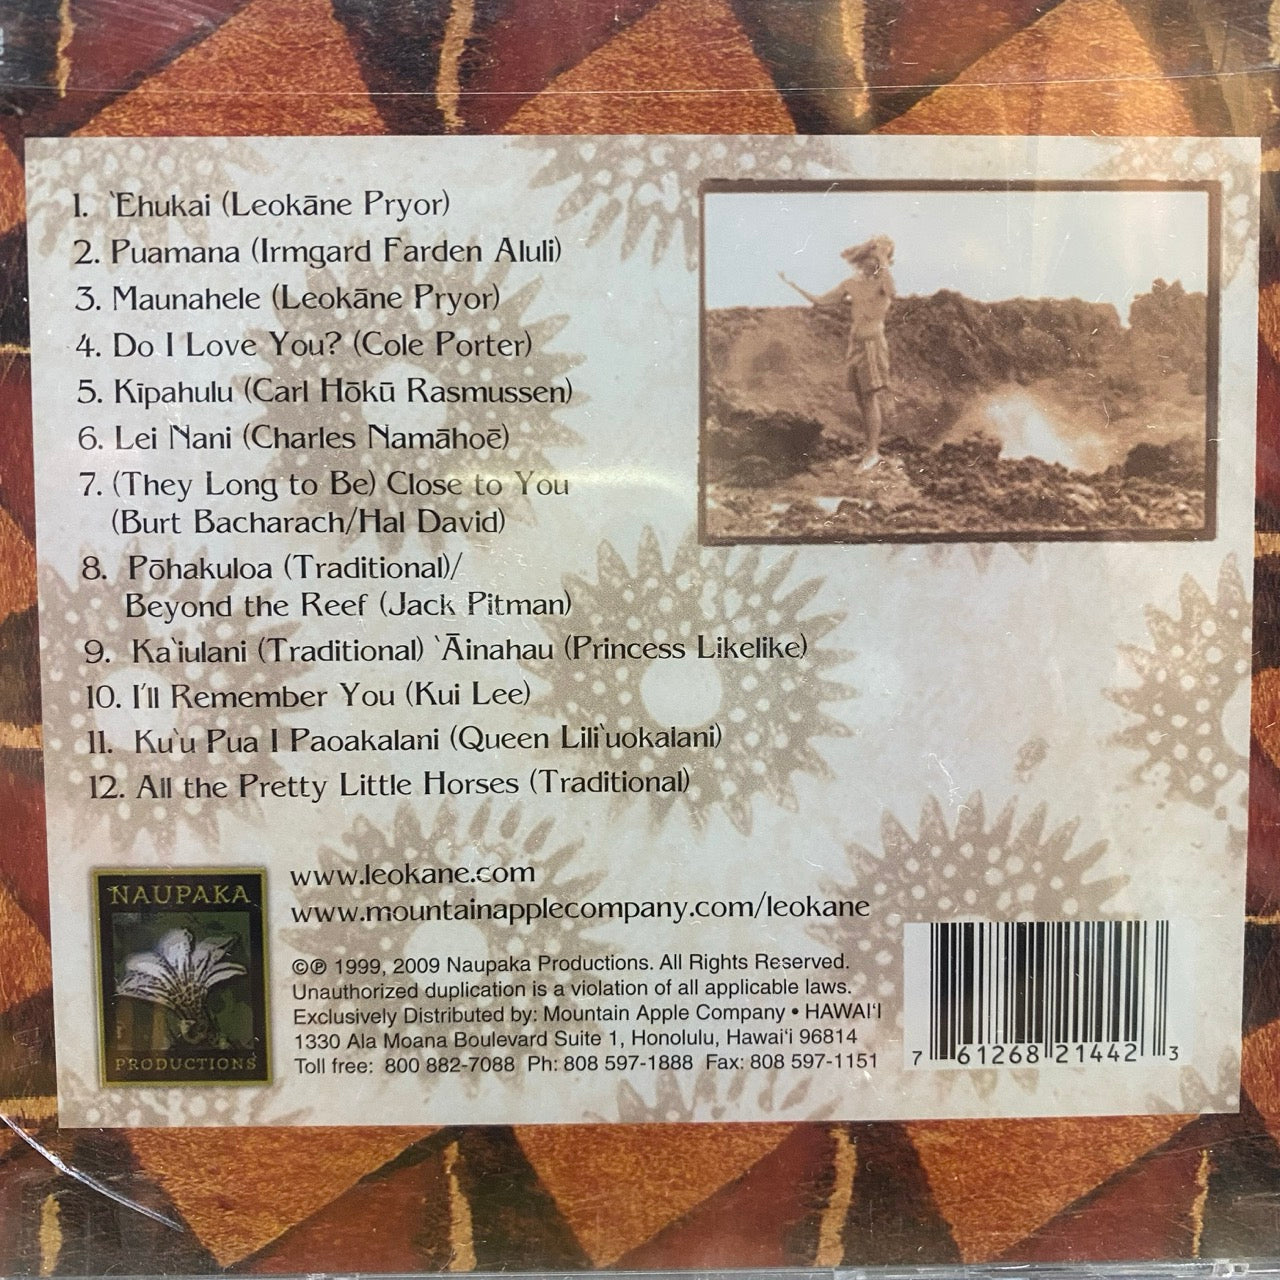 1. `Ehukai (Leokāne Pryor)
2. Puamana (Irmgard Farden Aluli)
3. Maunahele (Leokāne Pryor)
4. Do I Love You? (Cole Porter)
5. Kīpahulu (Carl Hōkū Rasmussen)
6. Lei Nani (Charles Namāhoē)
7. (They Long to Be) Close to You
(Burt Bacharach/Hal David)
8. Pōhakuloa (Traditional)/
Beyond the Reef (Jack Pitman)
9. Ka`iulani (Traditional) `Āinahau (Princess Likelike)
10. I'll Remember You (Kui Lee)
11. Ku`u Pua I Paoakalani (Queen Lili`uokalani)
12. All the Pretty Little Horses (Traditional)
NAUPAKA
PRODUCTIONS
www.leokane.com
www.mountainapplecompany.com/leokane
©℗ 1999, 2009 Naupaka Productions. All Rights Reserved.
Unauthorized duplication is a violation of all applicable laws.
Exclusively Distributed by: Mountain Apple Company • HAWAI‘I
1330 Ala Moana Boulevard Suite 1, Honolulu, Hawai‘i 96814
Toll free: 800 882-7088 Ph: 808 597-1888 Fax: 808 597-1151
7 61268 21442 3